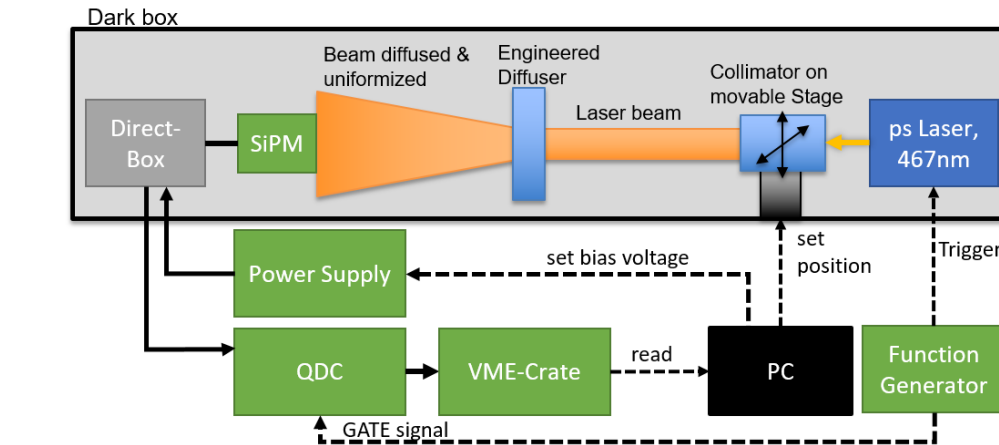 Dark box
Beam diffused &
uniformized
Engineered
Diffuser
Collimator on
movable Stage
Laser beam
Direct-
Box
SiPM
ps Laser,
467nm
set
position
Trigger
set bias voltage
Power Supply
QDC
VME-Crate
read
PC
Function
Generator
GATE signal